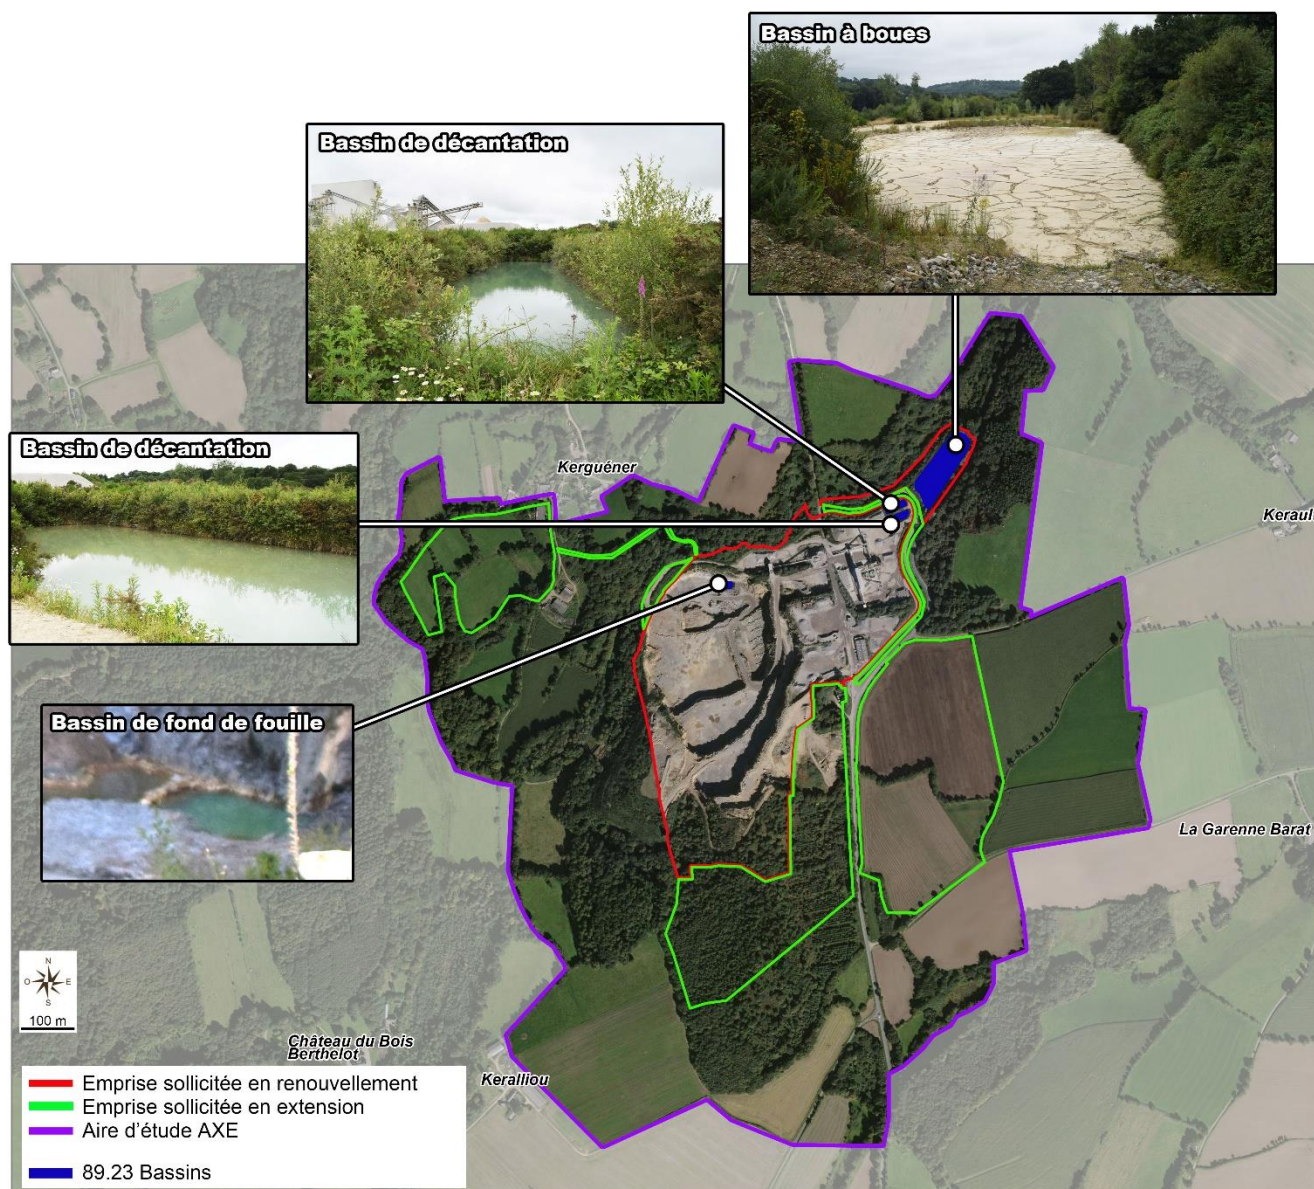 Bassin à boues
Bassin de décantation
Bassin de décantation
Kerguéner
Bassin de fond de fouille
La Garenne Barat
N
O
E
S
100 m
Château du Bois
Berthelot
Keralliou
Emprise sollicitée en renouvellement
Emprise sollicitée en extension
Aire d'étude AXE
89.23 Bassins